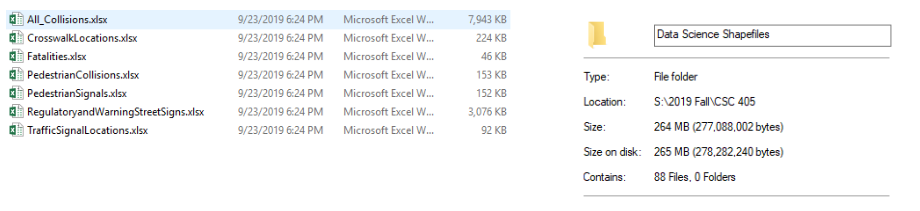 All_Collisions.xlsx 9/23/2019 6:24 PM Microsoft Excel W... 7,943 KB
CrosswalkLocations.xlsx 9/23/2019 6:24 PM Microsoft Excel W... 224 KB
Fatalities.xlsx 9/23/2019 6:24 PM Microsoft Excel W... 46 KB
PedestrianCollisions.xlsx 9/23/2019 6:24 PM Microsoft Excel W... 153 KB
PedestrianSignals.xlsx 9/23/2019 6:24 PM Microsoft Excel W... 152 KB
RegulatoryandWarningStreetSigns.xlsx 9/23/2019 6:24 PM Microsoft Excel W... 3,076 KB
TrafficSignalLocations.xlsx 9/23/2019 6:24 PM Microsoft Excel W... 92 KB
Data Science Shapefiles
Type: File folder
Location: S:\2019 Fall\CSC 405
Size: 264 MB (277,088,002 bytes)
Size on disk: 265 MB (278,282,240 bytes)
Contains: 88 Files, 0 Folders